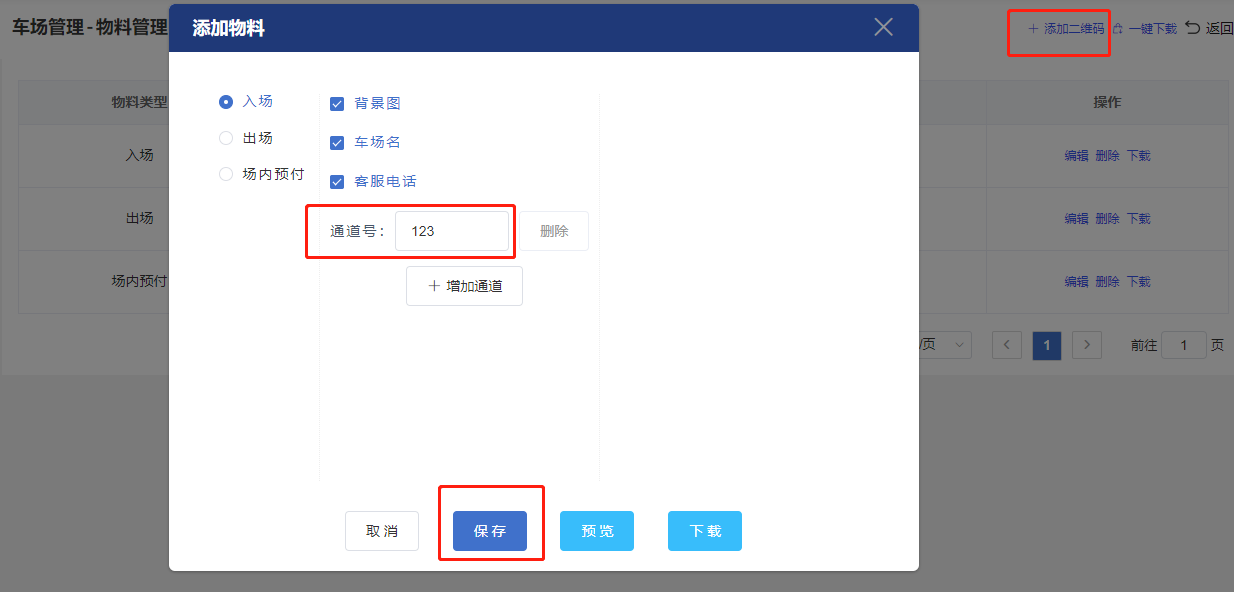 车场管理 - 物料管理
添加物料
+ 添加二维码 一键下载 返回
物料类型 操作
入场 编辑 删除 下载
出场 编辑 删除 下载
场内预付 编辑 删除 下载
入场
出场
场内预付
背景图
车场名
客服电话
通道号： 123 删除
+ 增加通道
/页 < 1 > 前往 1 页
取消 保存 预览 下载